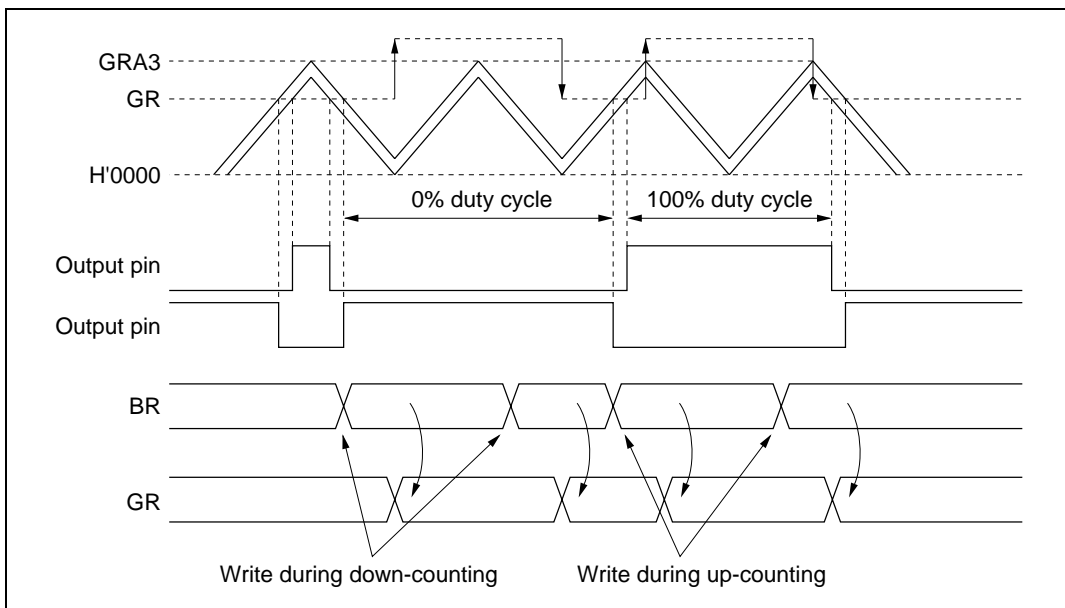 GRA3
GR
H'0000
0% duty cycle
100% duty cycle
Output pin
Output pin
BR
GR
Write during down-counting
Write during up-counting